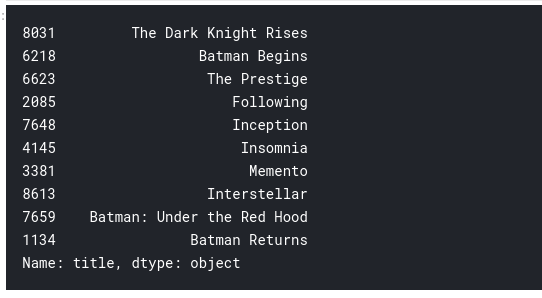 8031 The Dark Knight Rises
6218 Batman Begins
6623 The Prestige
2085 Following
7648 Inception
4145 Insomnia
3381 Memento
8613 Interstellar
7659 Batman: Under the Red Hood
1134 Batman Returns
Name: title, dtype: object